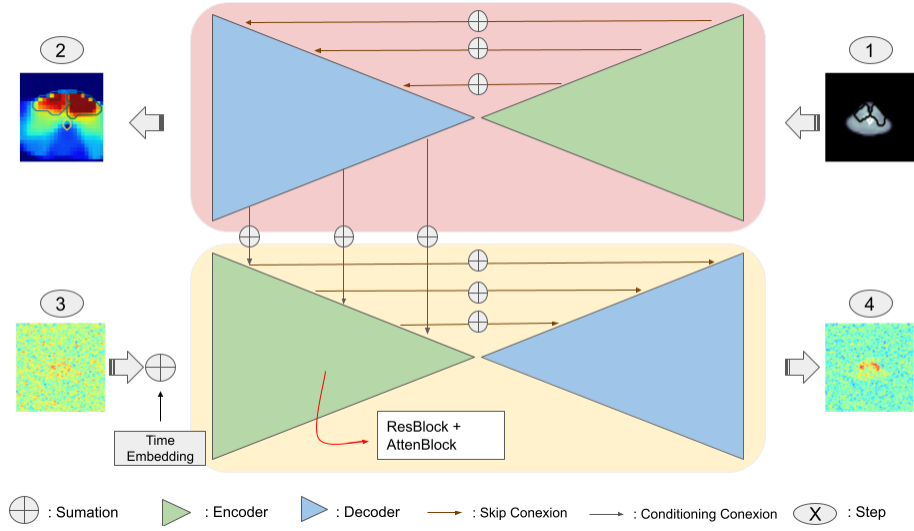 2
1
3
4
Time
Embedding
ResBlock +
AttenBlock
: Sumation
: Encoder
: Decoder
: Skip Conexion
: Conditioning Conexion
X
: Step